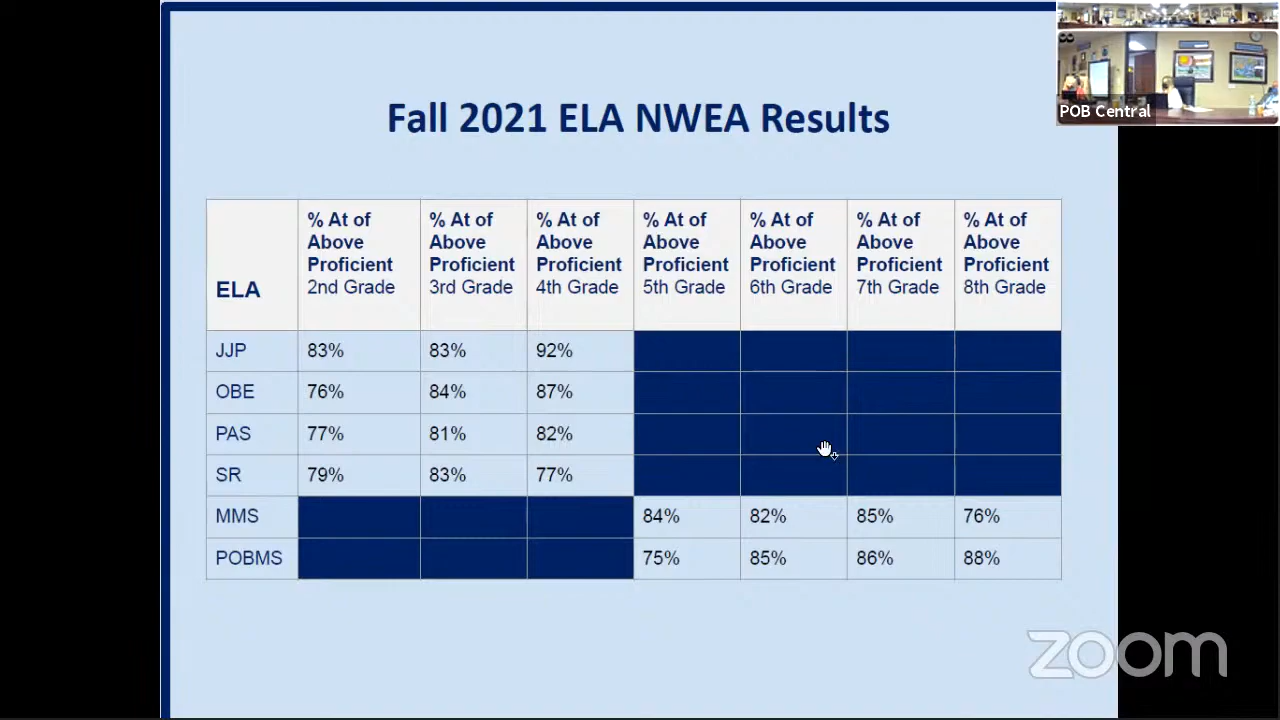 Fall 2021 ELA NWEA Results
POB Central
ELA
% At of
Above
Proficient
2nd Grade
% At of
Above
Proficient
3rd Grade
% At of
Above
Proficient
4th Grade
% At of
Above
Proficient
5th Grade
% At of
Above
Proficient
6th Grade
% At of
Above
Proficient
7th Grade
% At of
Above
Proficient
8th Grade
JJP 83% 83% 92%
OBE 76% 84% 87%
PAS 77% 81% 82%
SR 79% 83% 77%
MMS 84% 82% 85% 76%
POBMS 75% 85% 86% 88%
zoom